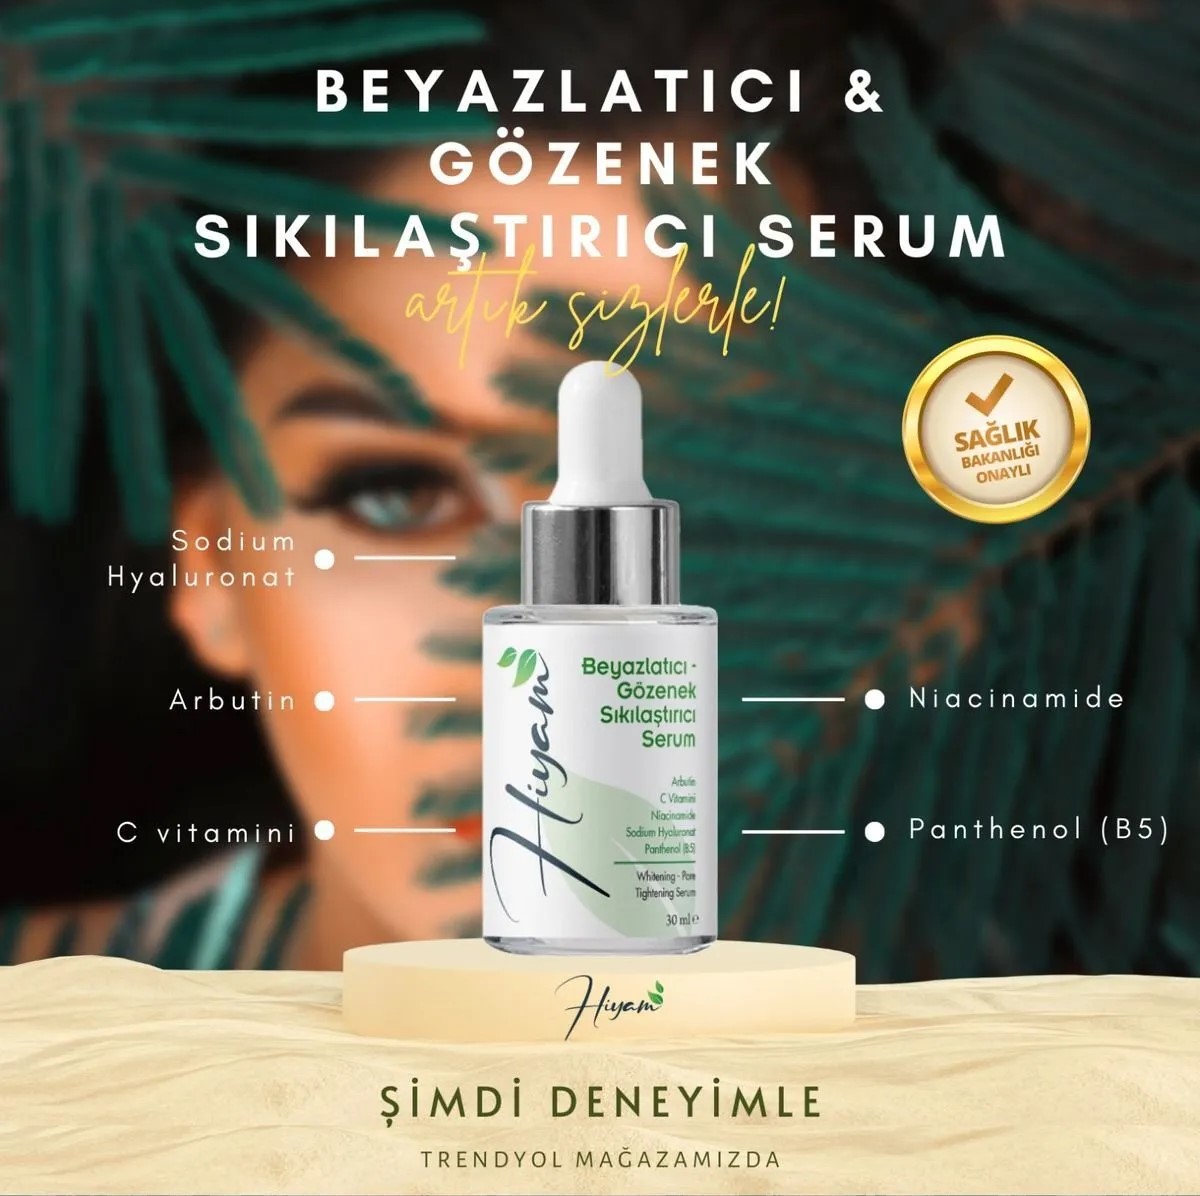 BEYAZLATICI &
GÖZENEK
SIKILAŞTIRICI SERUM
artık sizlerle!
SAĞLIK
BAKANLIĞI
ONAYLI
Sodium
Hyaluronat
Arbutin
C vitamini
Niacinamide
Panthenol (B5)
Hiyam
Beyazlatıcı -
Gözenek
Sıkılaştırıcı
Serum
Arbutin
C Vitamini
Niacinamide
Sodium Hyaluronat
Panthenol (B5)
Whitening - Pore
Tightening Serum
30 ml ℮
Hiyam
ŞİMDİ DENEYİMLE
TRENDYOL MAĞAZAMIZDA